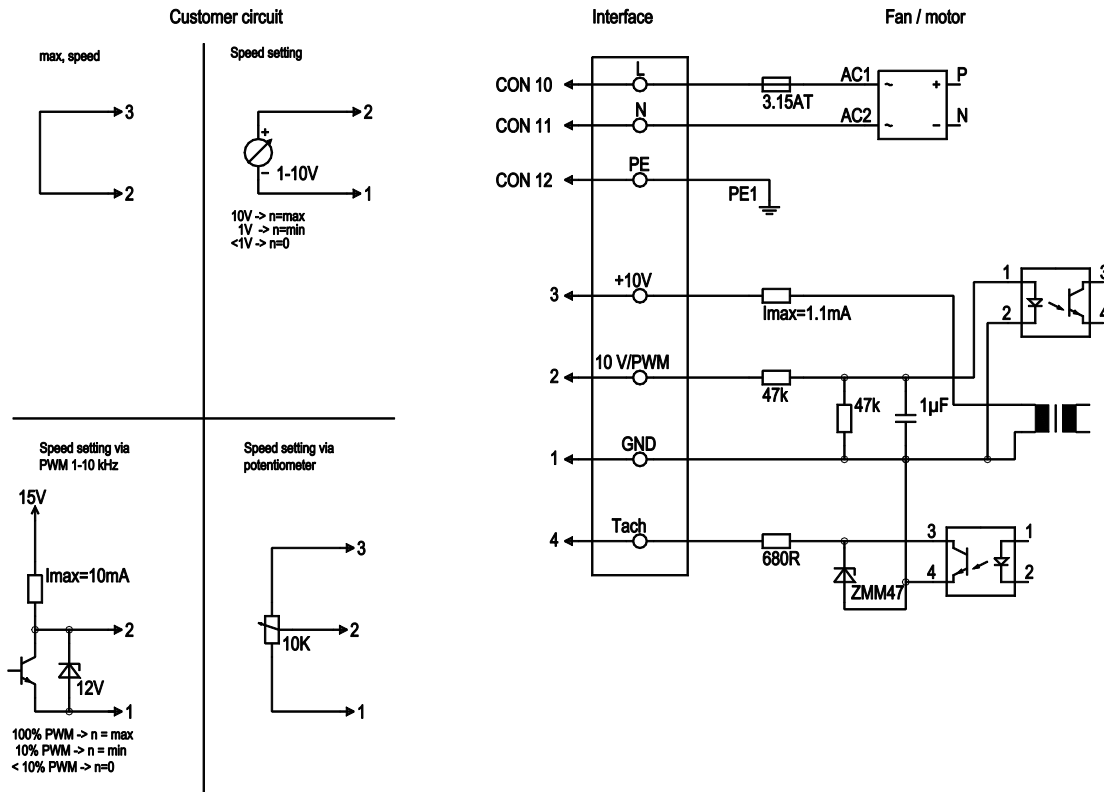 Customer circuit
Interface
Fan / motor
max, speed
3
2
Speed setting
2
+
1-10V
–
1
10V -> n=max
1V -> n=min
<1V -> n=0
Speed setting via
PWM 1-10 kHz
15V
Imax=10mA
2
12V
1
100% PWM -> n = max
10% PWM -> n = min
< 10% PWM -> n=0
Speed setting via
potentiometer
3
2
10K
1
CON 10
L
3.15AT
AC1
~
+
P
CON 11
N
AC2
~
–
N
CON 12
PE
PE1
3
+10V
Imax=1.1mA
1
2
3
4
2
10 V/PWM
47k
47k
1µF
1
GND
4
Tach
680R
ZMM47
3
4
1
2